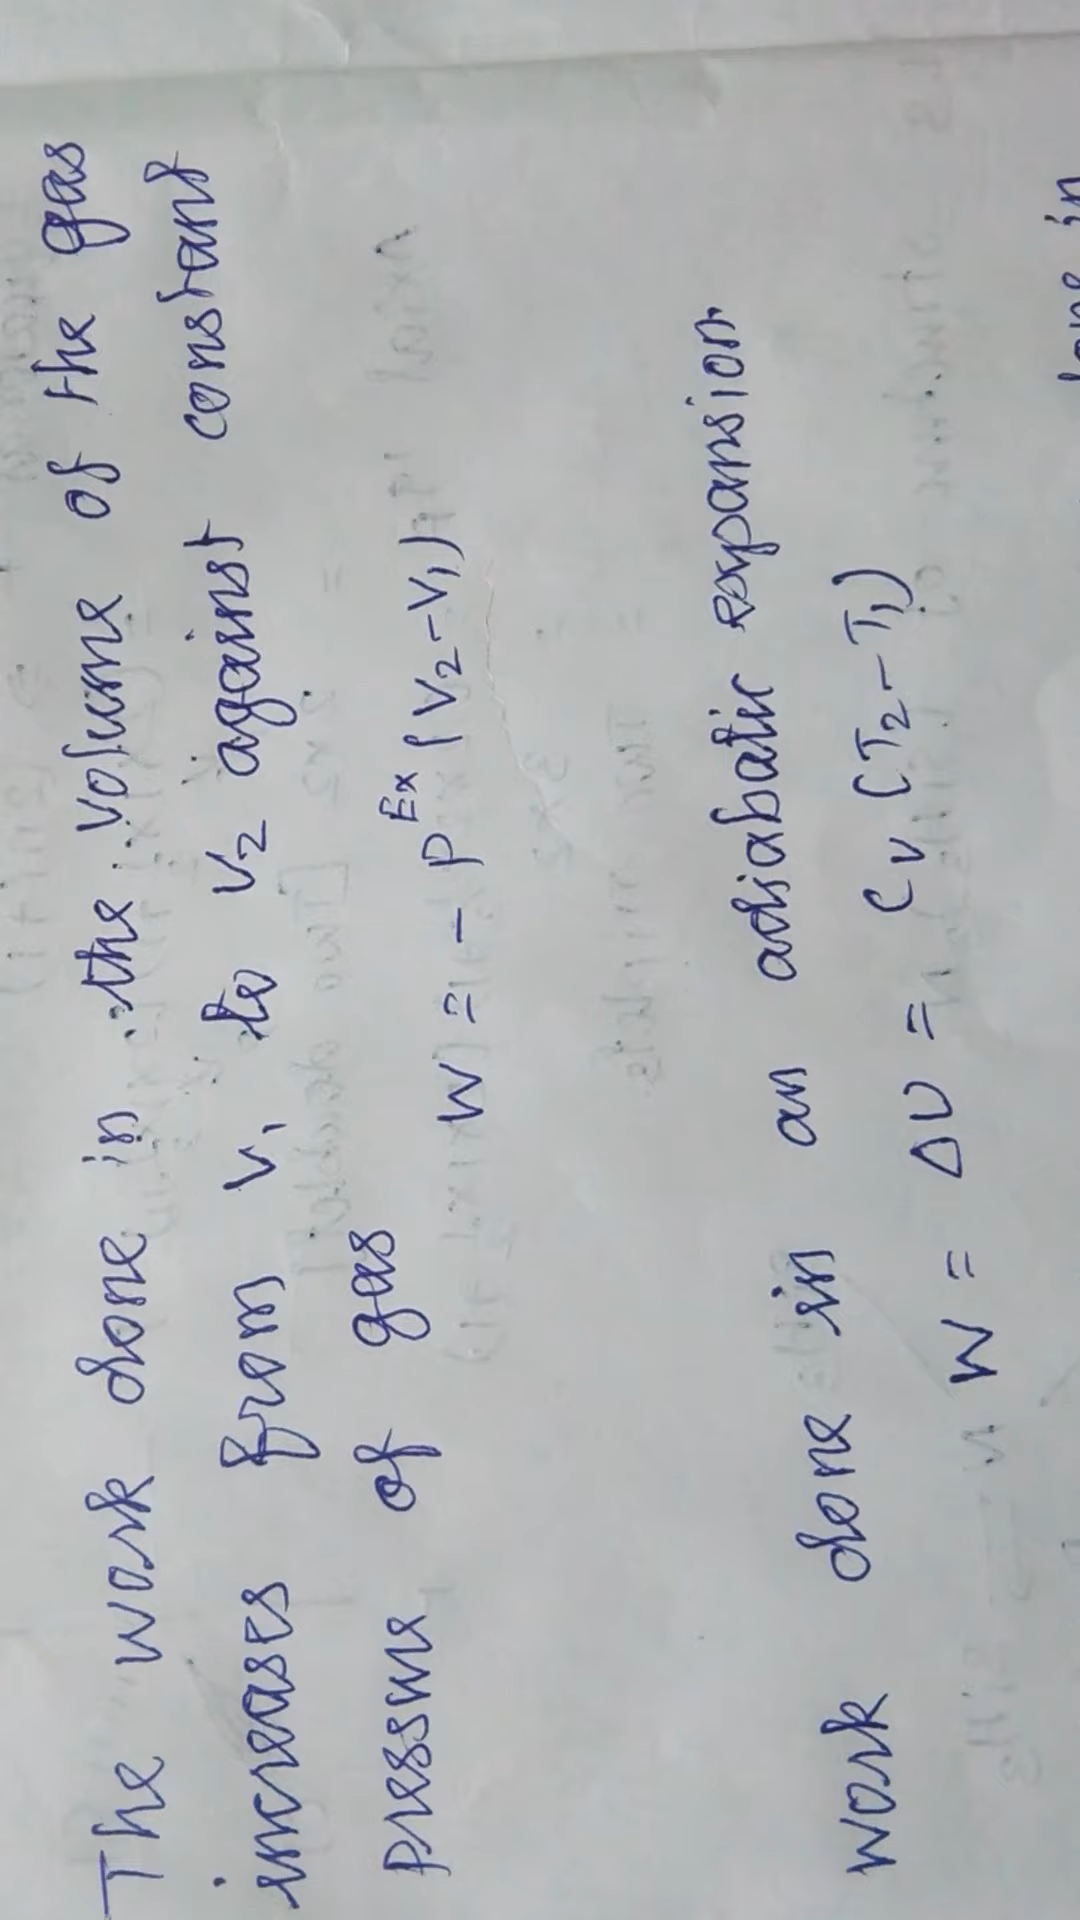 The work done in the volume of the gas
increases from V1 to V2 against constant
pressure of gas
W = - P^Ex (V2 - V1)
work done in an adiabatic expansion
W = ΔU = Cv (T2 - T1)
in